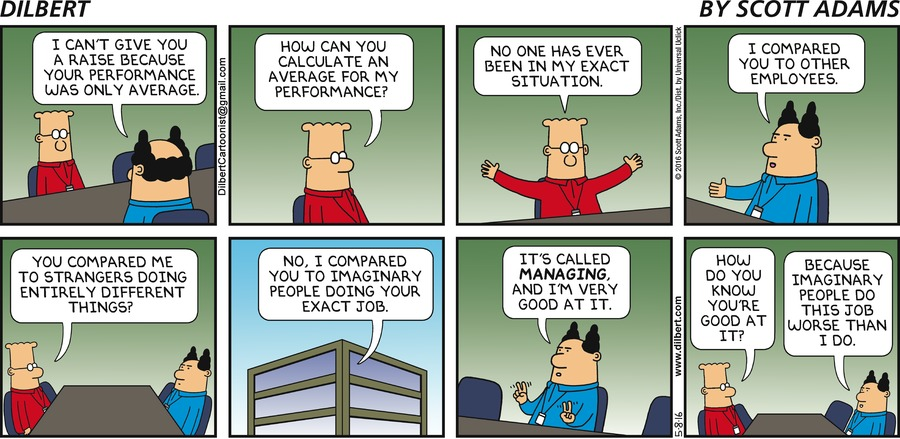 DILBERT
BY SCOTT ADAMS
I CAN'T GIVE YOU
A RAISE BECAUSE
YOUR PERFORMANCE
WAS ONLY AVERAGE.
DilbertCartoonist@gmail.com
HOW CAN YOU
CALCULATE AN
AVERAGE FOR MY
PERFORMANCE?
NO ONE HAS EVER
BEEN IN MY EXACT
SITUATION.
© 2016 Scott Adams, Inc./Dist. by Universal Uclick
I COMPARED
YOU TO OTHER
EMPLOYEES.
YOU COMPARED ME
TO STRANGERS DOING
ENTIRELY DIFFERENT
THINGS?
NO, I COMPARED
YOU TO IMAGINARY
PEOPLE DOING YOUR
EXACT JOB.
IT'S CALLED
MANAGING,
AND I'M VERY
GOOD AT IT.
5-8-16
www.dilbert.com
HOW
DO YOU
KNOW
YOU'RE
GOOD AT
IT?
BECAUSE
IMAGINARY
PEOPLE DO
THIS JOB
WORSE THAN
I DO.